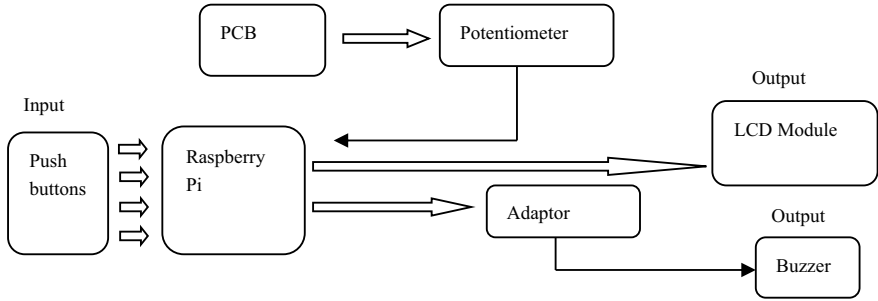 PCB
Potentiometer
Output
Input
LCD Module
Push
buttons
Raspberry
Pi
Adaptor
Output
Buzzer